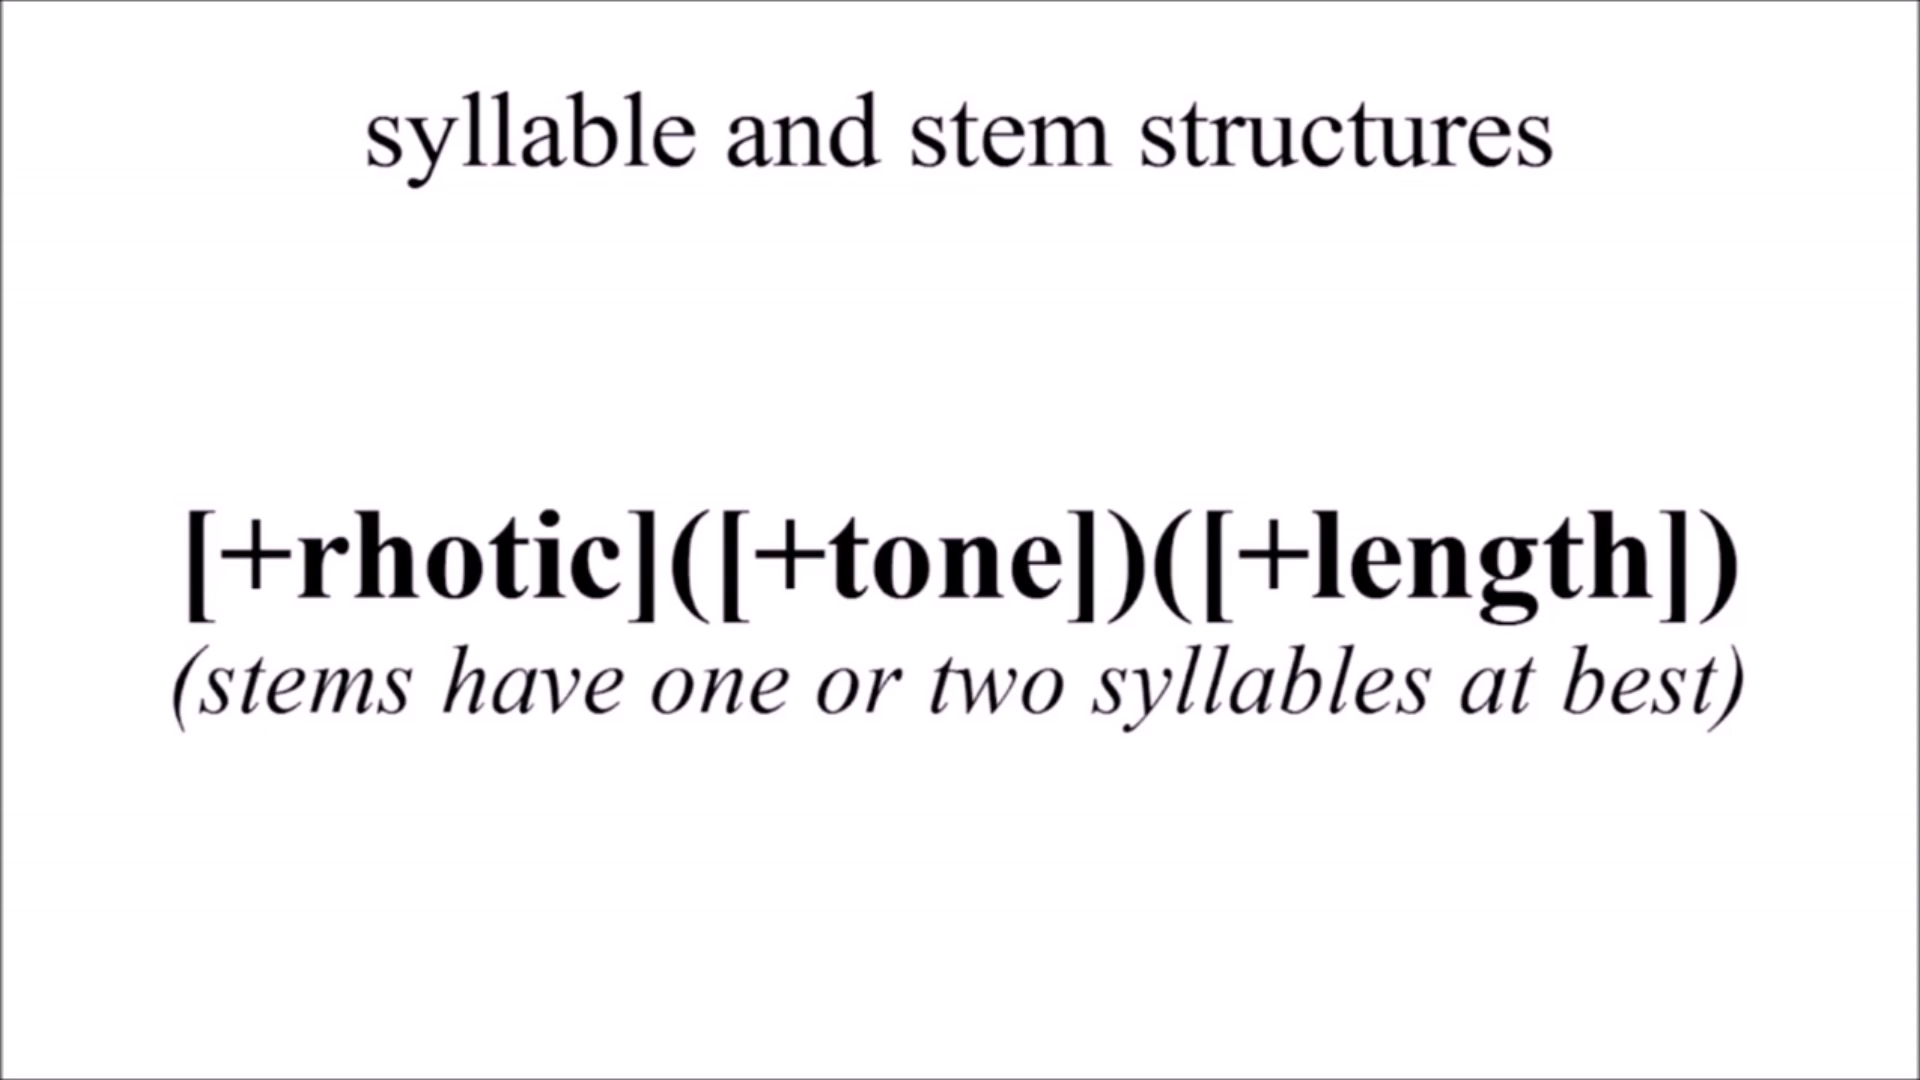 syllable and stem structures
[+rhotic]([+tone])([+length])
(stems have one or two syllables at best)